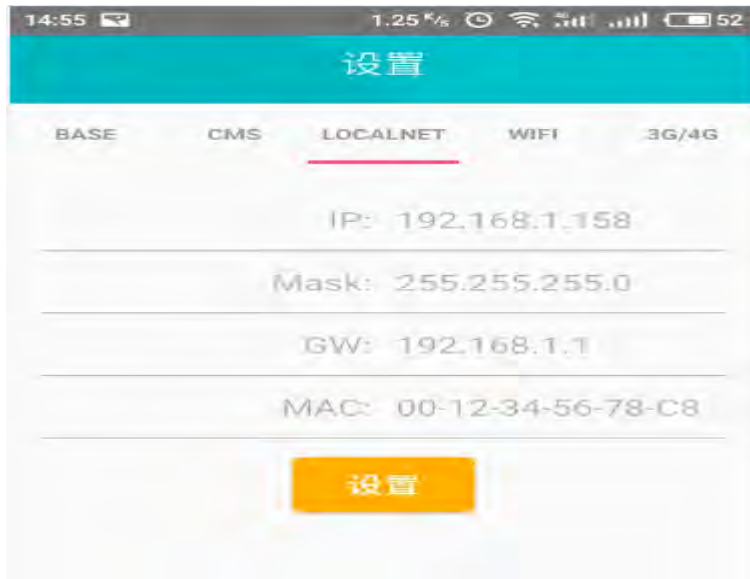 14:55 1.25 K/s 52
设置
BASE CMS LOCALNET WIFI 3G/4G
IP: 192.168.1.158
Mask: 255.255.255.0
GW: 192.168.1.1
MAC: 00-12-34-56-78-C8
设置